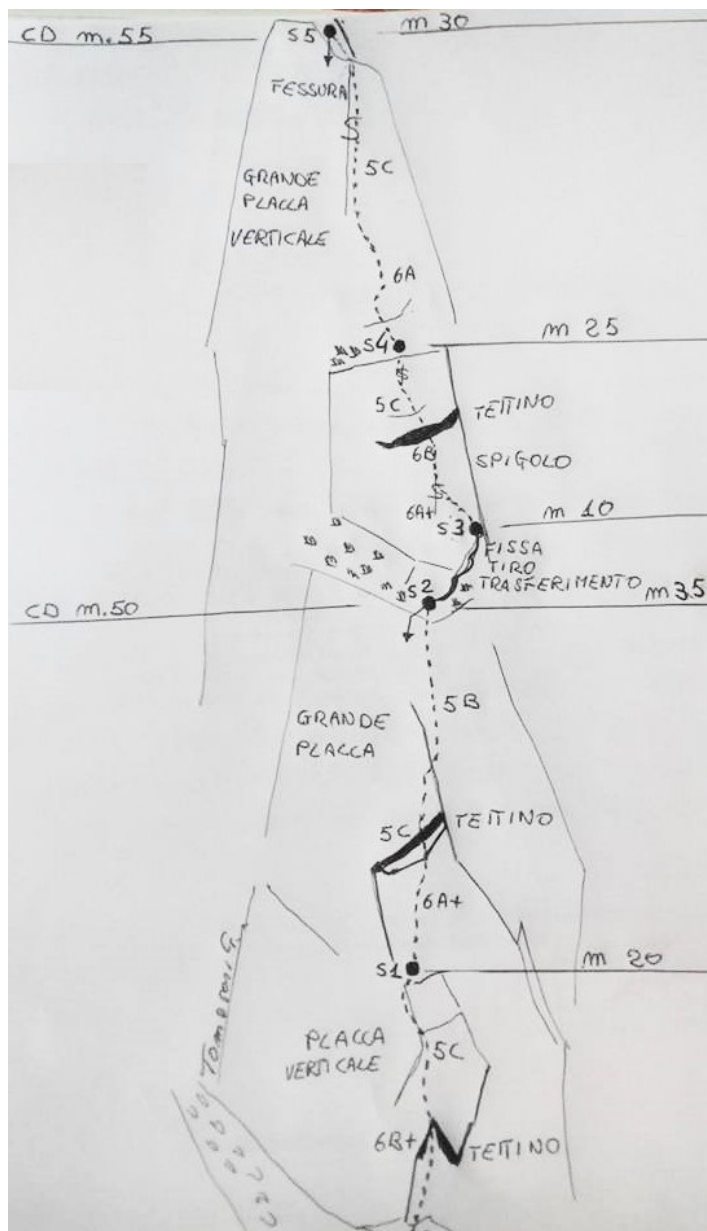 CD m.55
S5
m 30
FESSURA
5C
GRANDE
PLACCA
VERTICALE
6A
S4
m 25
5C
TETTINO
6B
SPIGOLO
6A+
S3
m 10
FISSA
TIRO
TRASFERIMENTO
S2
CD m.50
m 35
5B
GRANDE
PLACCA
5C
TETTINO
6A+
S1
m 20
PLACCA
VERTICALE
5C
6B+
TETTINO